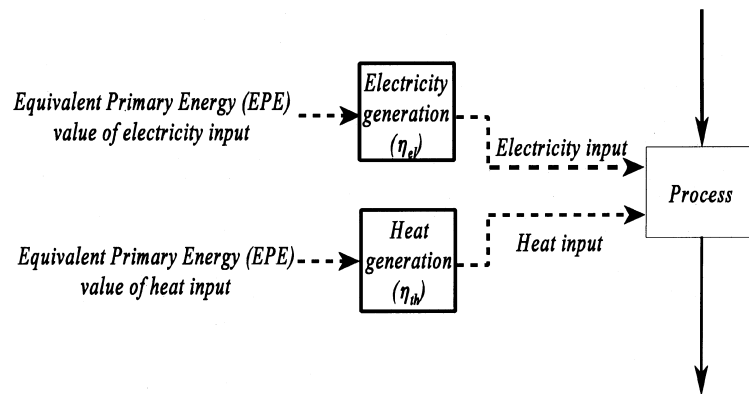 Equivalent Primary Energy (EPE)
value of electricity input
Electricity
generation
(η_el)
Electricity input
Process
Equivalent Primary Energy (EPE)
value of heat input
Heat
generation
(η_th)
Heat input